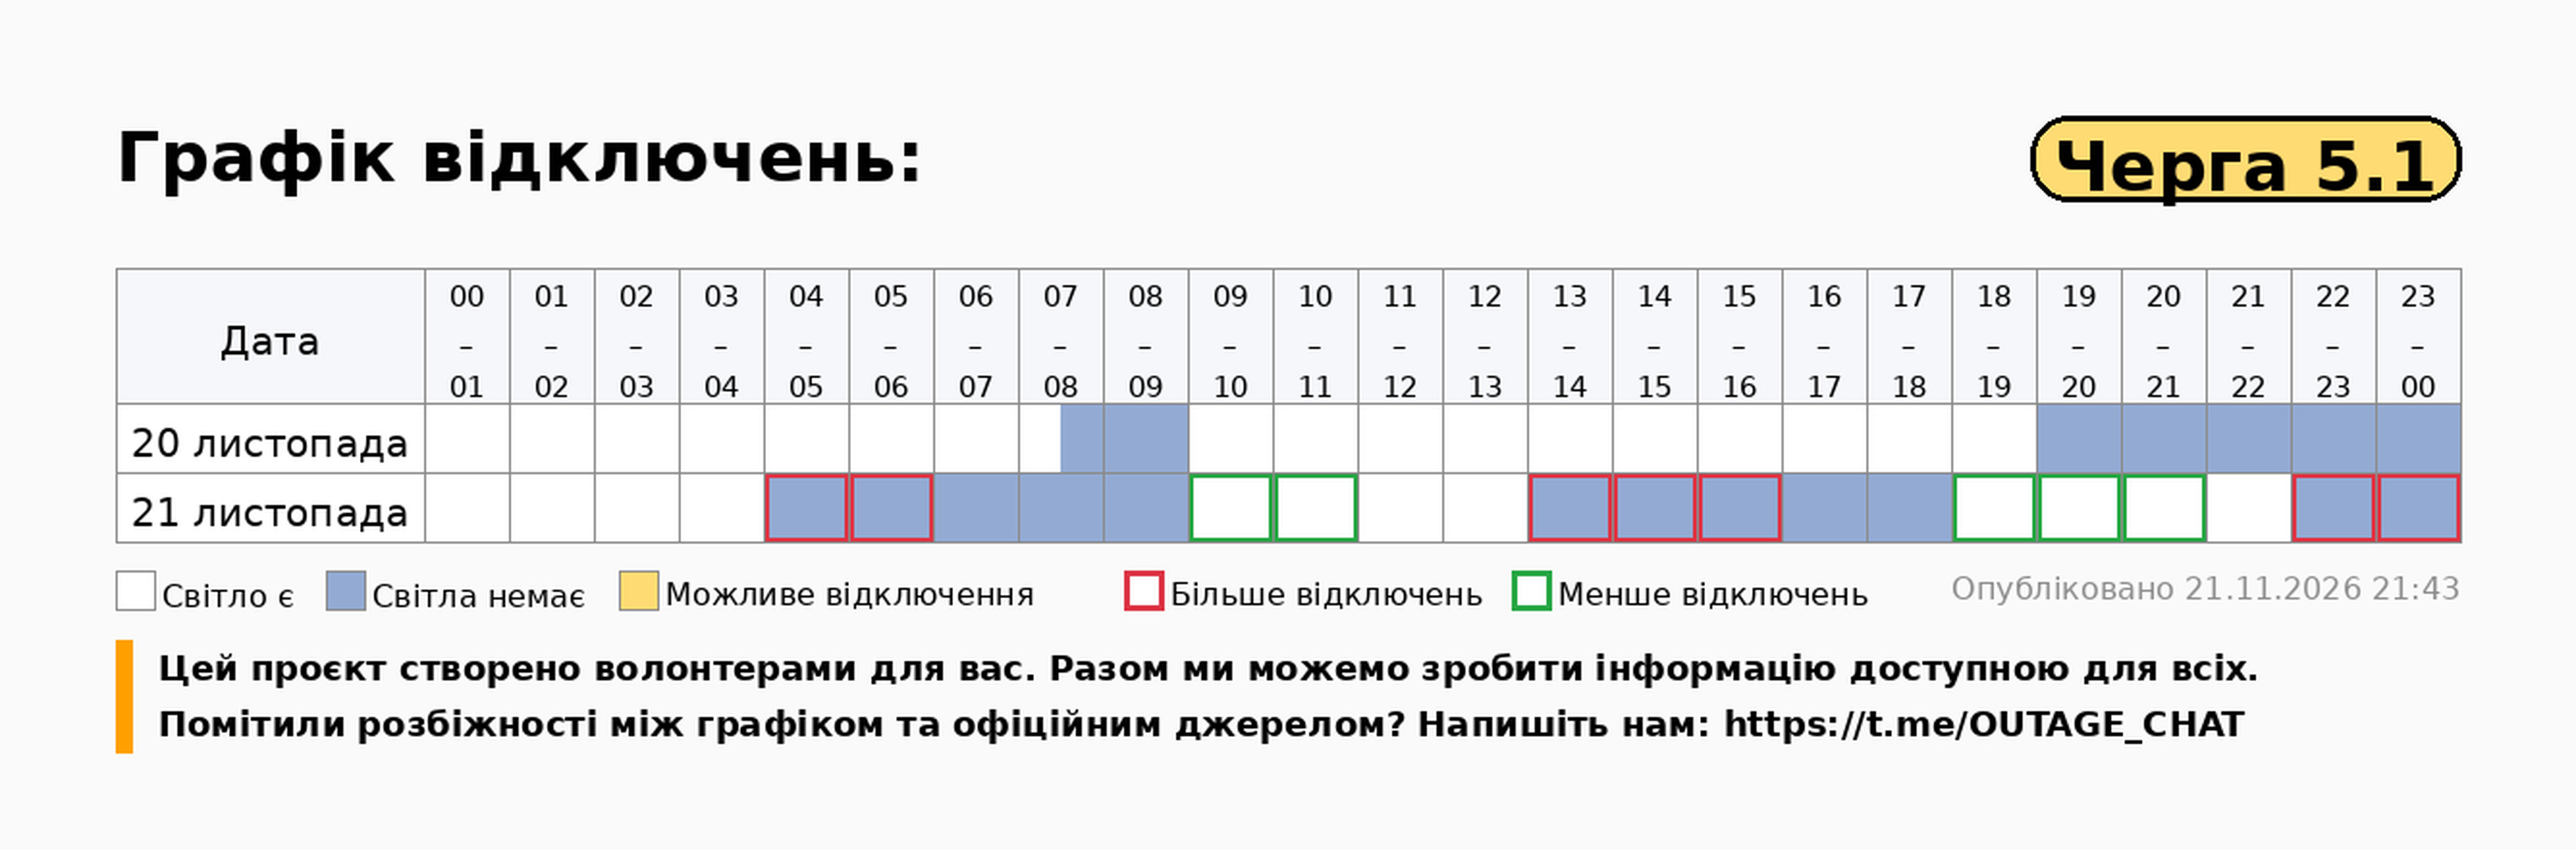 Графік відключень:
Черга 5.1
Дата
00 – 01
01 – 02
02 – 03
03 – 04
04 – 05
05 – 06
06 – 07
07 – 08
08 – 09
09 – 10
10 – 11
11 – 12
12 – 13
13 – 14
14 – 15
15 – 16
16 – 17
17 – 18
18 – 19
19 – 20
20 – 21
21 – 22
22 – 23
23 – 00
20 листопада
21 листопада
Світло є
Світла немає
Можливе відключення
Більше відключень
Менше відключень
Опубліковано 21.11.2026 21:43
Цей проєкт створено волонтерами для вас. Разом ми можемо зробити інформацію доступною для всіх.
Помітили розбіжності між графіком та офіційним джерелом? Напишіть нам: https://t.me/OUTAGE_CHAT